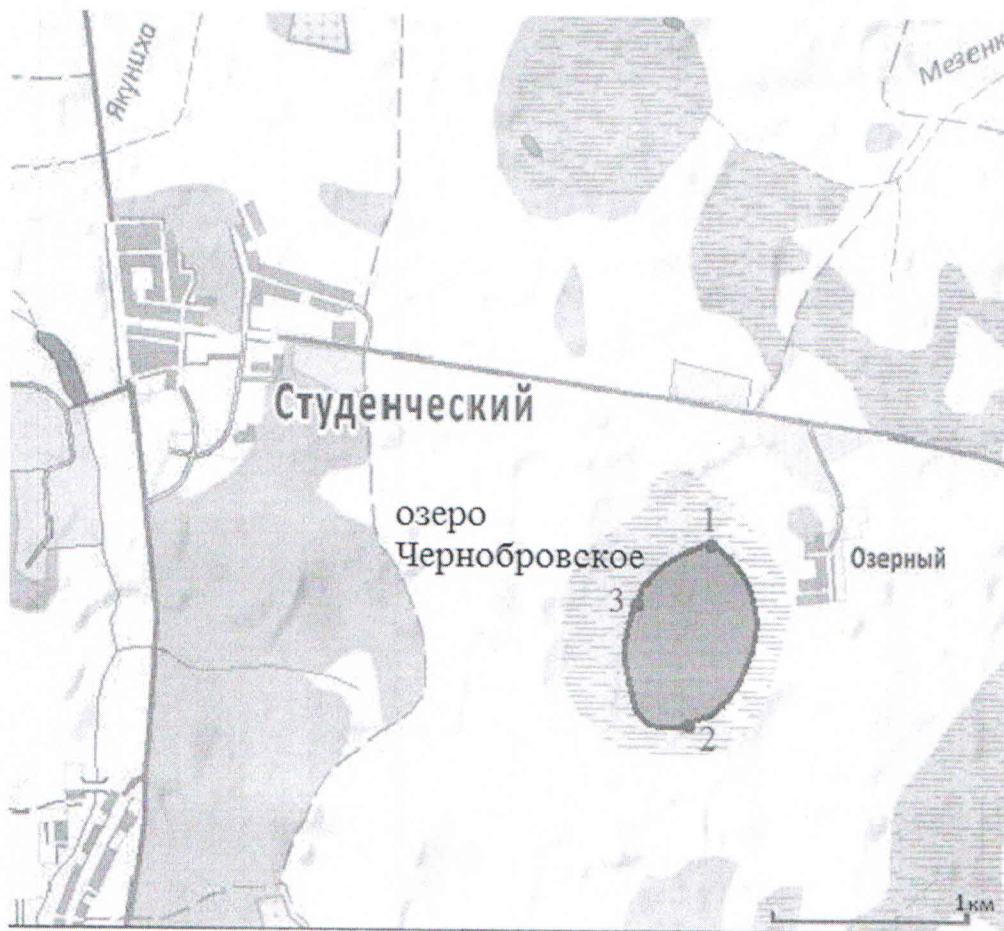 Якуниха
Мезенк
Студенческий
озеро
Чернобровское
1
Озерный
3
2
1км